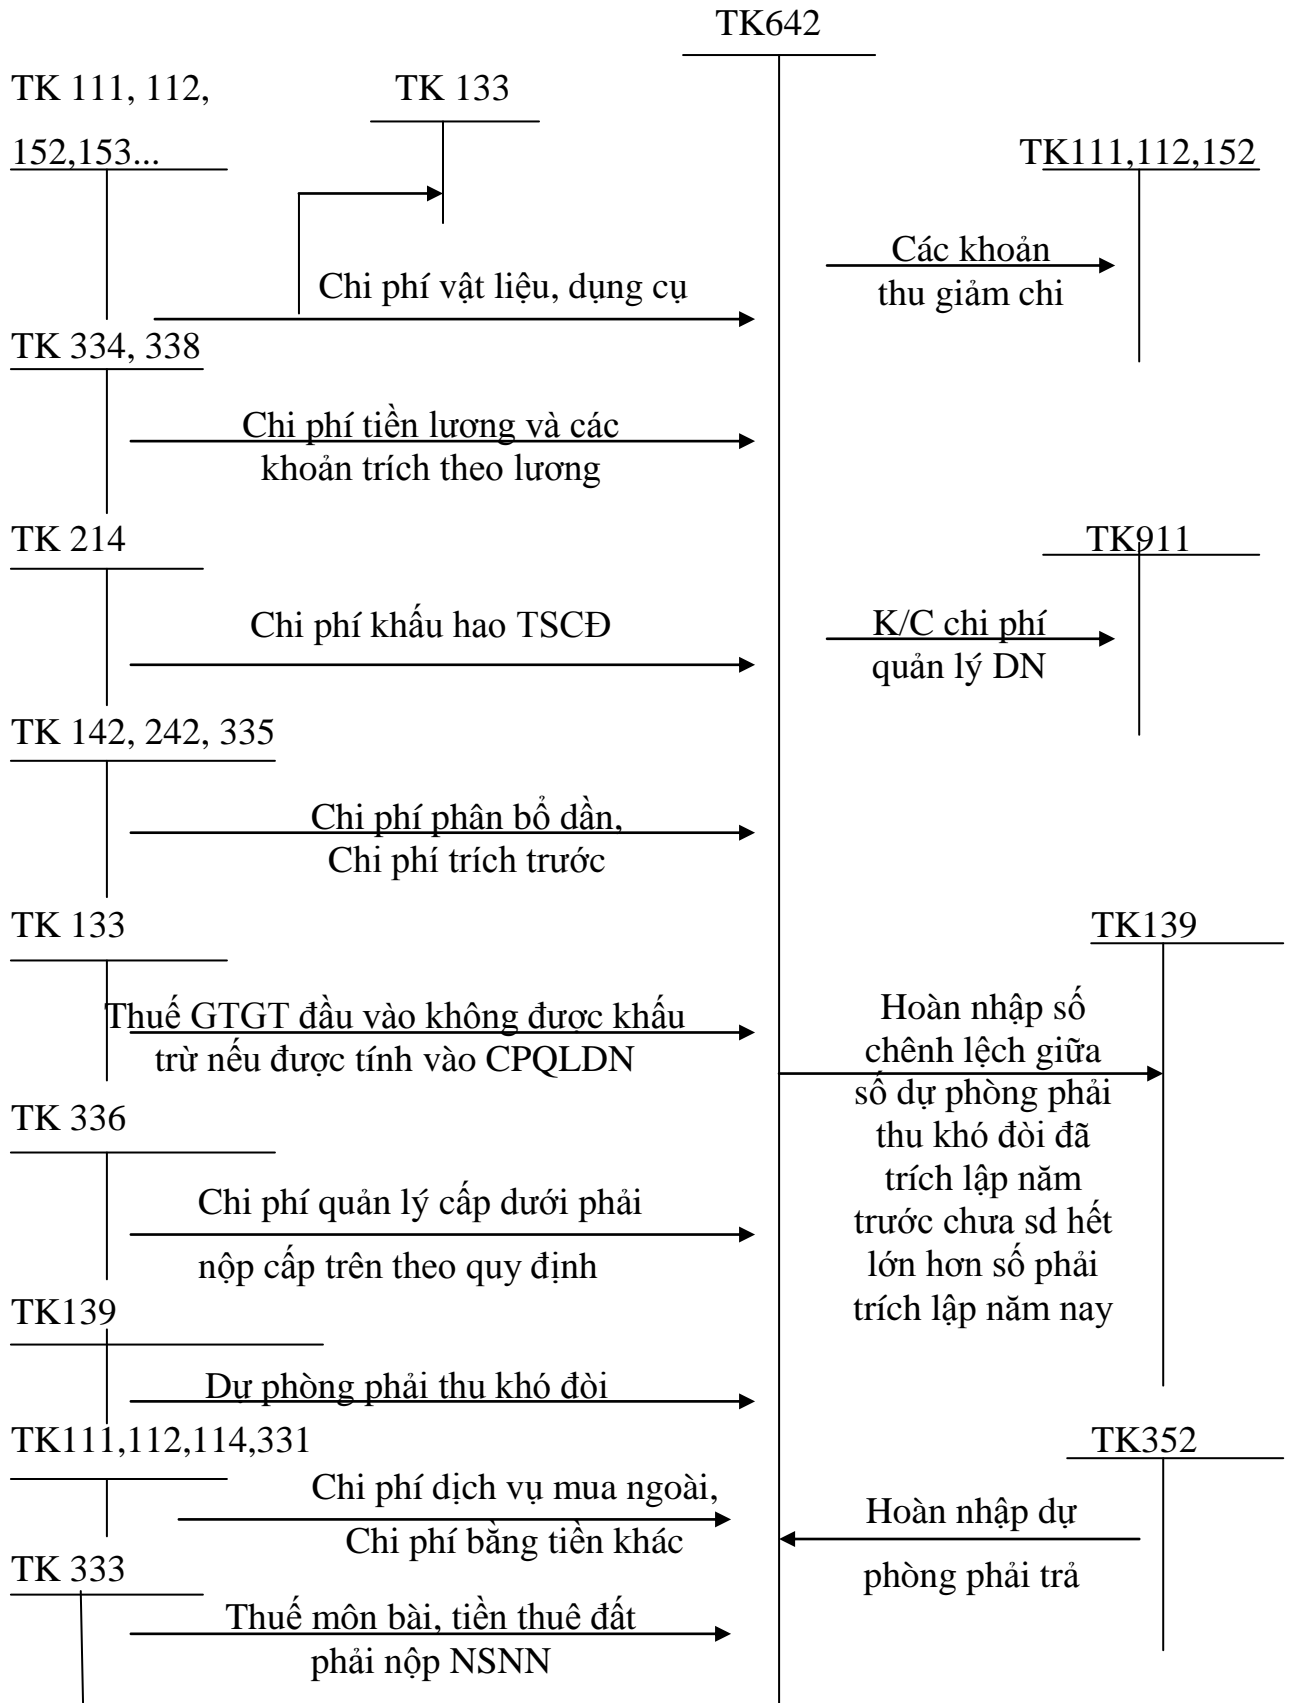 TK642
TK 111, 112,
152,153...
TK 133
TK111,112,152
Chi phí vật liệu, dụng cụ
Các khoản
thu giảm chi
TK 334, 338
Chi phí tiền lương và các
khoản trích theo lương
TK 214
TK911
Chi phí khấu hao TSCĐ
K/C chi phí
quản lý DN
TK 142, 242, 335
Chi phí phân bổ dần,
Chi phí trích trước
TK 133
TK139
Thuế GTGT đầu vào không được khấu
trừ nếu được tính vào CPQLDN
Hoàn nhập số
chênh lệch giữa
số dự phòng phải
thu khó đòi đã
trích lập năm
trước chưa sd hết
lớn hơn số phải
trích lập năm nay
TK 336
Chi phí quản lý cấp dưới phải
nộp cấp trên theo quy định
TK139
Dự phòng phải thu khó đòi
TK111,112,114,331
TK352
Chi phí dịch vụ mua ngoài,
Chi phí bằng tiền khác
Hoàn nhập dự
phòng phải trả
TK 333
Thuế môn bài, tiền thuê đất
phải nộp NSNN